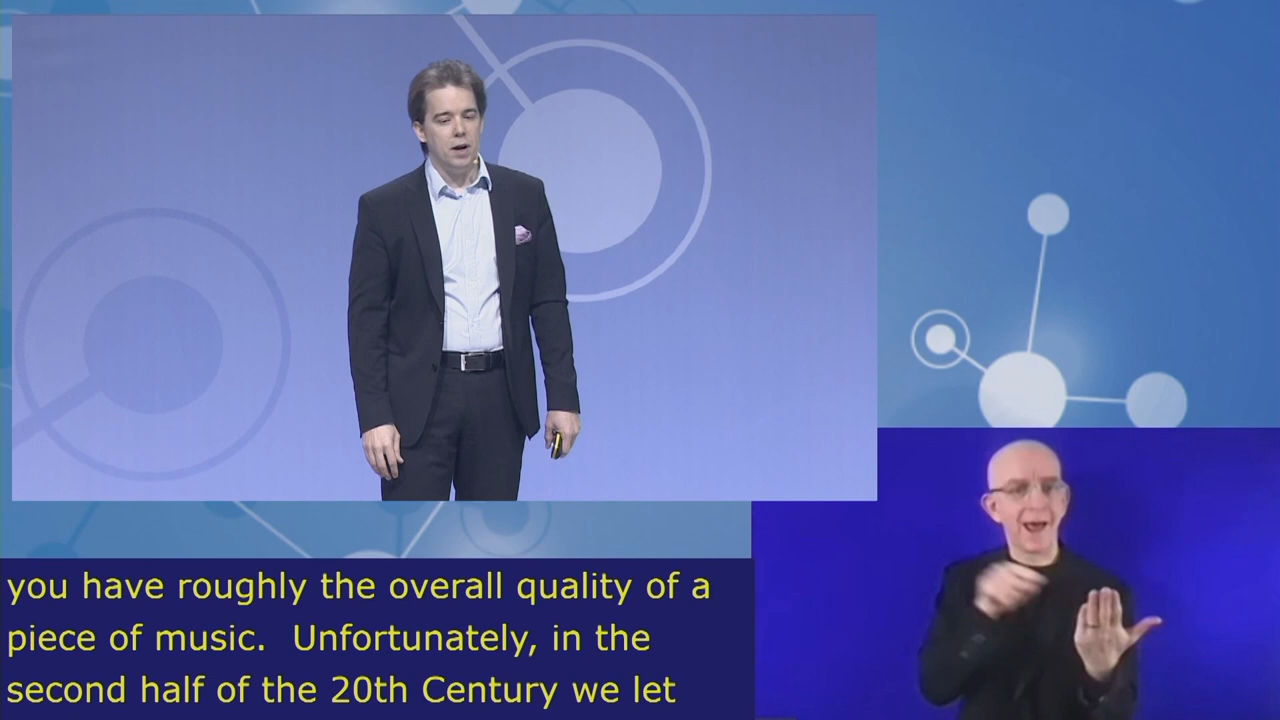 you have roughly the overall quality of a
piece of music.  Unfortunately, in the
second half of the 20th Century we let